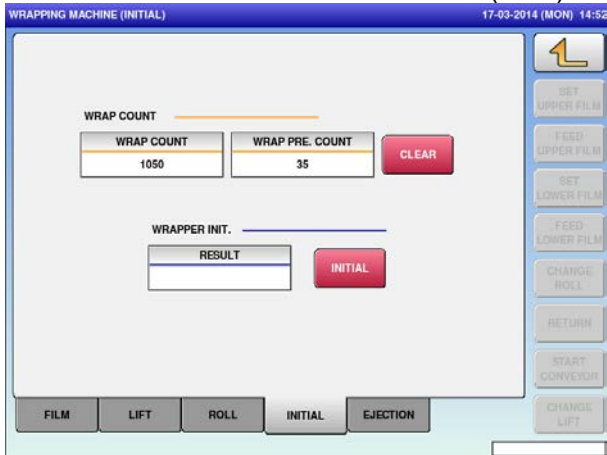 WRAPPING MACHINE (INITIAL) 17-03-2014 (MON) 14:52
WRAP COUNT
WRAP COUNT WRAP PRE. COUNT
1050 35
CLEAR
WRAPPER INIT.
RESULT
INITIAL
SET
UPPER FILM
FEED
UPPER FILM
SET
LOWER FILM
FEED
LOWER FILM
CHANGE
ROLL
RETURN
START
CONVEYOR
CHANGE
LIFT
FILM LIFT ROLL INITIAL EJECTION